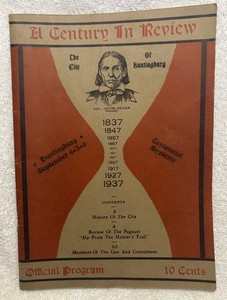 A Century In Review
The City Of Huntingburg
COL. JACOB GEIGER
1837
1847
1857
1867
1877
1887
1897
1907
1917
1927
1937
Huntingburg
September 4-5-6
Centennial
Souvenir
CONTENTS
A
History Of The City
A
Review Of The Pageant
"Up From The Hunter's Trail"
All
Members Of The Cast And Committees
Official Program 10 Cents